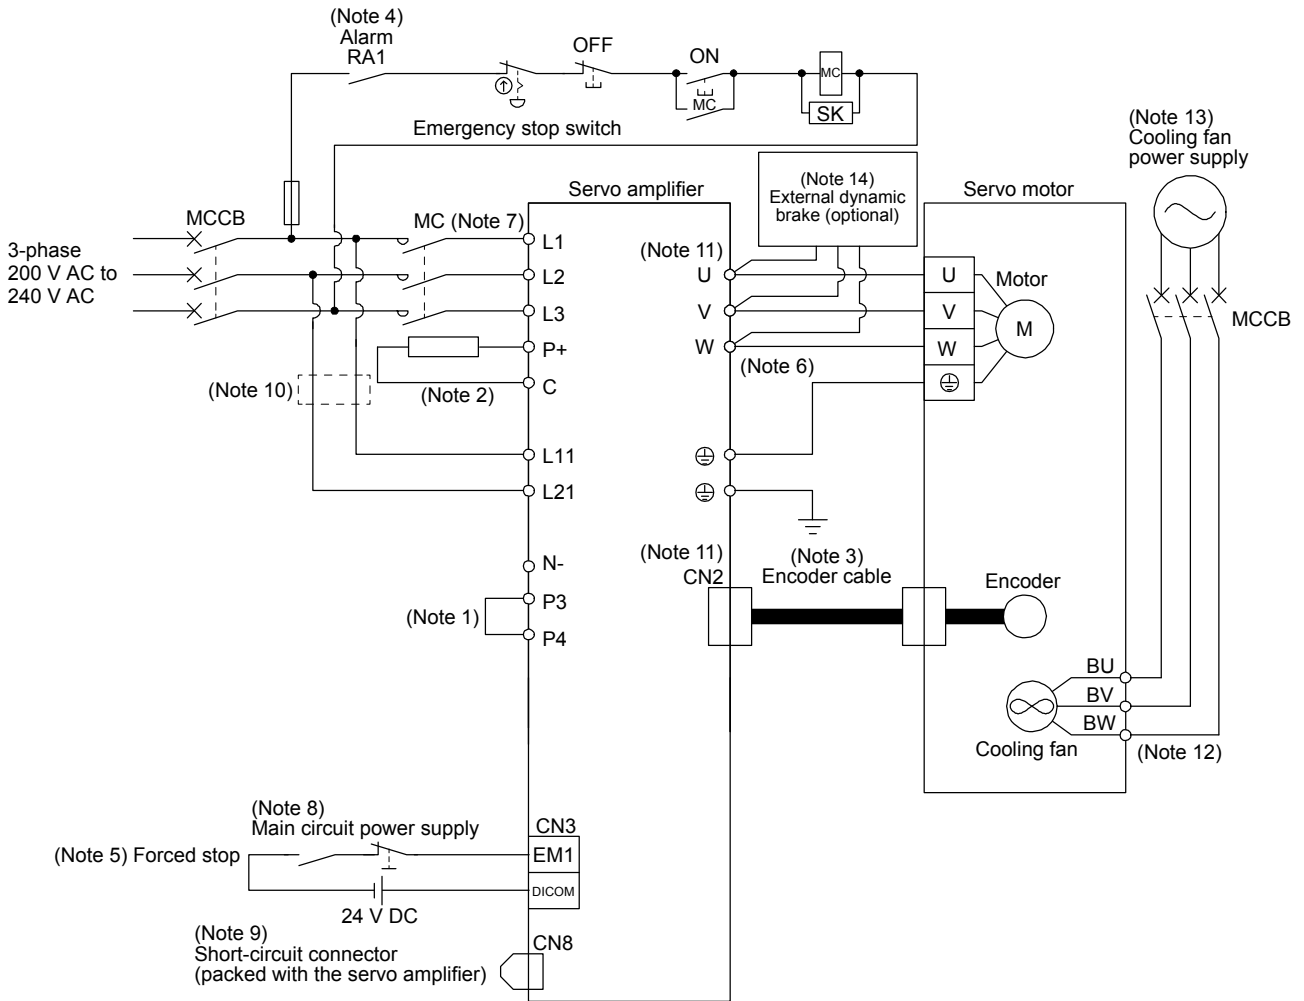 (Note 4)
Alarm
RA1
OFF
ON
MC
MC
SK
Emergency stop switch
(Note 13)
Cooling fan
power supply
(Note 14)
External dynamic
brake (optional)
Servo amplifier
Servo motor
MCCB
MC (Note 7)
3-phase
200 V AC to
240 V AC
L1
L2
L3
P+
C
(Note 2)
(Note 10)
L11
L21
N-
P3
P4
(Note 1)
(Note 11)
U
V
W
(Note 6)
U
V
W
Motor
M
MCCB
(Note 11)
CN2
(Note 3)
Encoder cable
Encoder
BU
BV
BW
Cooling fan
(Note 12)
(Note 8)
Main circuit power supply
(Note 5) Forced stop
24 V DC
CN3
EM1
DICOM
(Note 9)
Short-circuit connector
(packed with the servo amplifier)
CN8